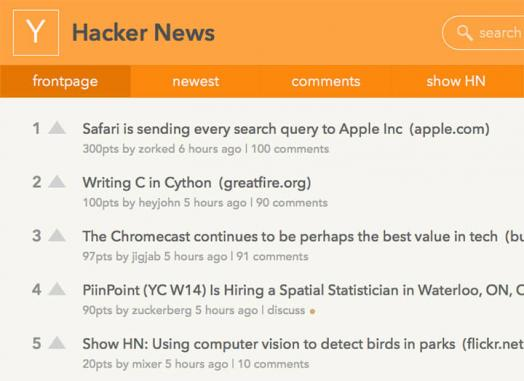 Y Hacker News search
frontpage newest comments show HN
1 Safari is sending every search query to Apple Inc (apple.com)
300pts by zorked 6 hours ago | 100 comments
2 Writing C in Cython (greatfire.org)
100pts by heyjohn 5 hours ago | 90 comments
3 The Chromecast continues to be perhaps the best value in tech (bu
97pts by jigjab 5 hours ago | 91 comments
4 PiinPoint (YC W14) Is Hiring a Spatial Statistician in Waterloo, ON, C
90pts by zuckerberg 5 hours ago | discuss
5 Show HN: Using computer vision to detect birds in parks (flickr.net
20pts by mixer 5 hours ago | 10 comments